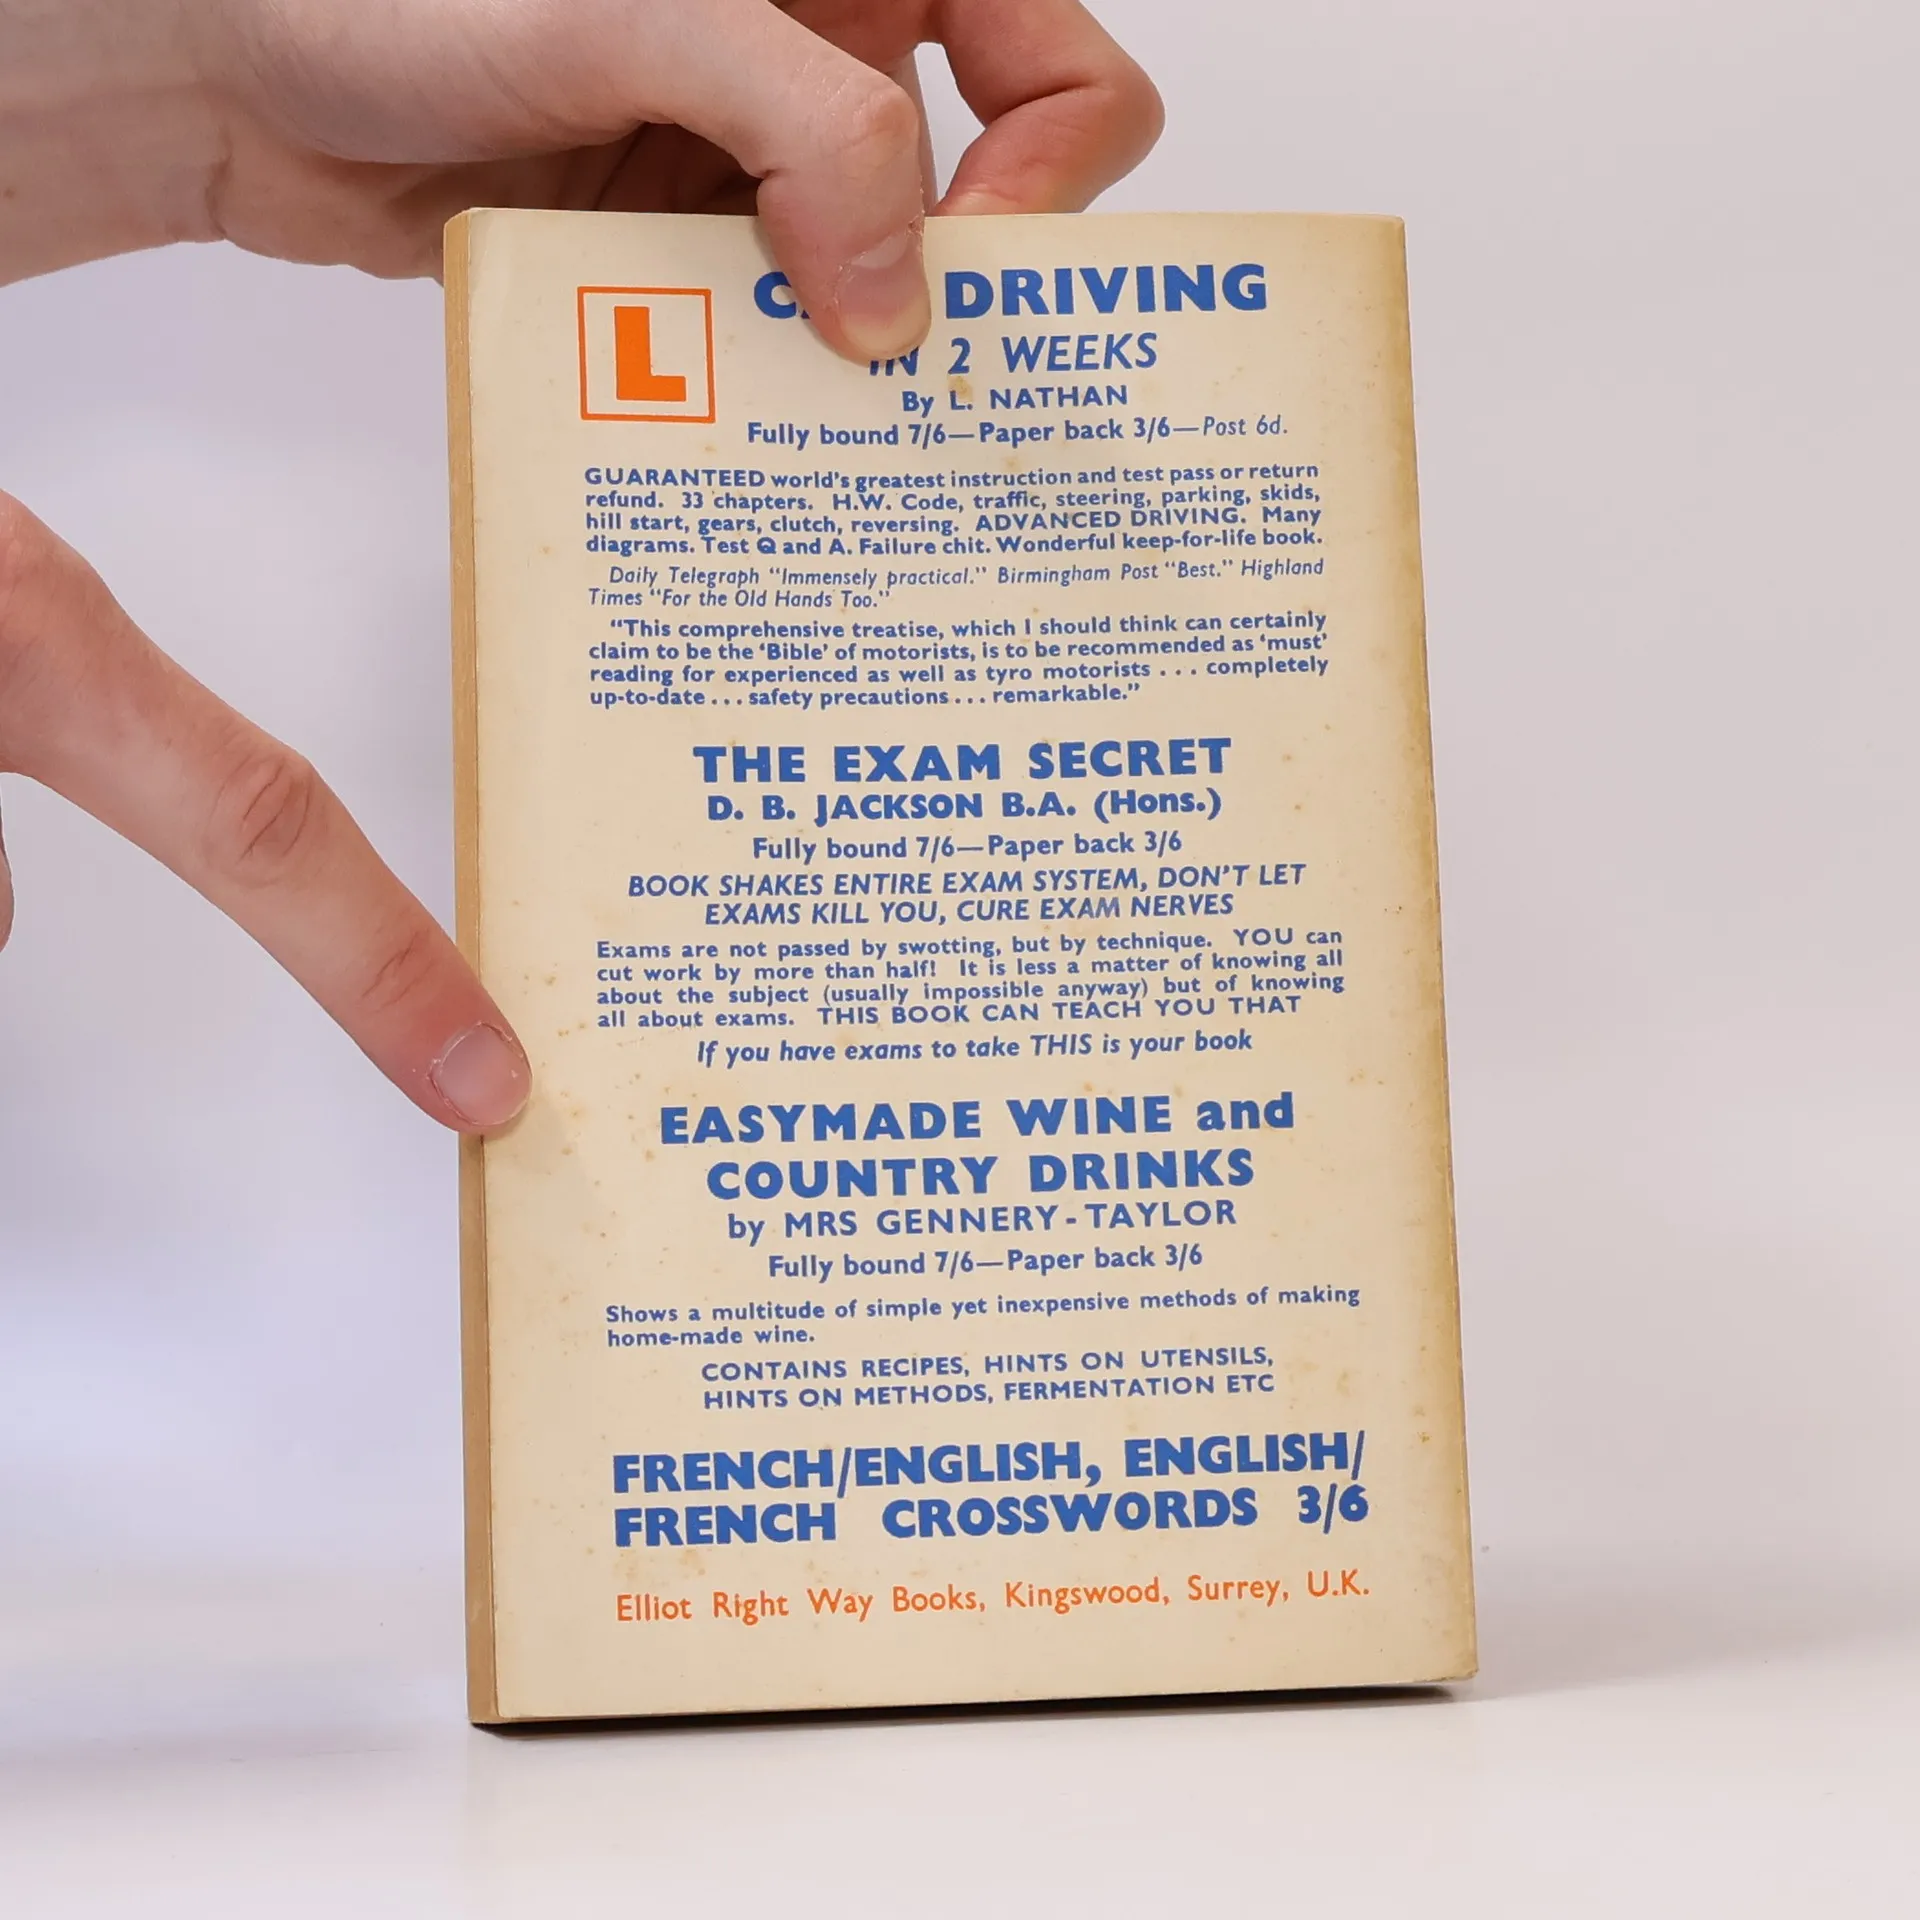 L
DRIVING
IN 2 WEEKS
By L. NATHAN
Fully bound 7/6—Paper back 3/6—Post 6d.
GUARANTEED world's greatest instruction and test pass or return
refund. 33 chapters. H.W. Code, traffic, steering, parking, skids,
hill start, gears, clutch, reversing. ADVANCED DRIVING. Many
diagrams. Test Q and A. Failure chit. Wonderful keep-for-life book.
Daily Telegraph "Immensely practical." Birmingham Post "Best." Highland
Times "For the Old Hands Too."
"This comprehensive treatise, which I should think can certainly
claim to be the 'Bible' of motorists, is to be recommended as 'must'
reading for experienced as well as tyro motorists . . . completely
up-to-date . . . safety precautions . . . remarkable."
THE EXAM SECRET
D. B. JACKSON B.A. (Hons.)
Fully bound 7/6—Paper back 3/6
BOOK SHAKES ENTIRE EXAM SYSTEM, DON'T LET
EXAMS KILL YOU, CURE EXAM NERVES
Exams are not passed by swotting, but by technique. YOU can
cut work by more than half! It is less a matter of knowing all
about the subject (usually impossible anyway) but of knowing
all about exams. THIS BOOK CAN TEACH YOU THAT
If you have exams to take THIS is your book
EASYMADE WINE and
COUNTRY DRINKS
by MRS GENNERY-TAYLOR
Fully bound 7/6—Paper back 3/6
Shows a multitude of simple yet inexpensive methods of making
home-made wine.
CONTAINS RECIPES, HINTS ON UTENSILS,
HINTS ON METHODS, FERMENTATION ETC
FRENCH/ENGLISH, ENGLISH/
FRENCH CROSSWORDS 3/6
Elliot Right Way Books, Kingswood, Surrey, U.K.